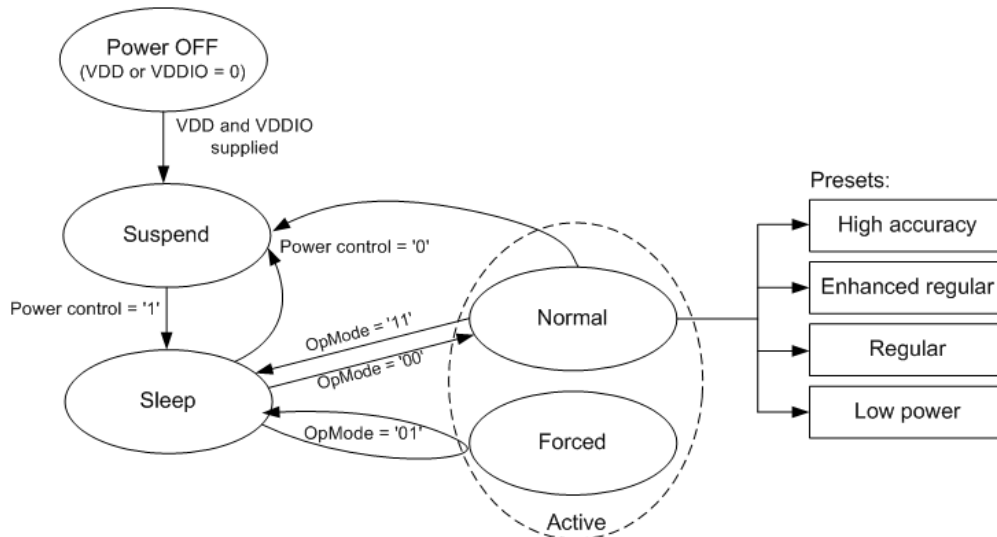 Power OFF
(VDD or VDDIO = 0)
VDD and VDDIO
supplied
Suspend
Power control = '0'
Power control = '1'
Sleep
OpMode = '11'
OpMode = '00'
OpMode = '01'
Normal
Forced
Active
Presets:
High accuracy
Enhanced regular
Regular
Low power